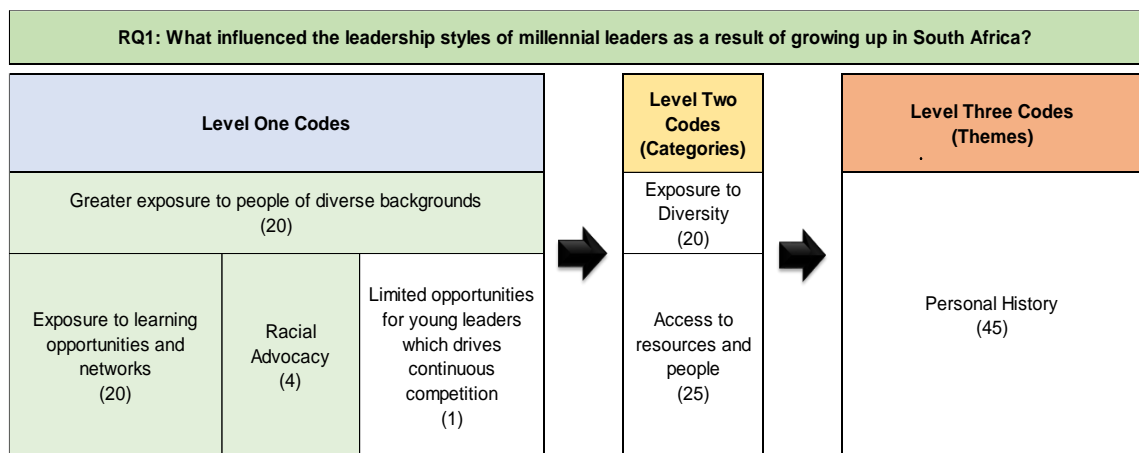 RQ1: What influenced the leadership styles of millennial leaders as a result of growing up in South Africa?
Level One Codes
Level Two
Codes
(Categories)
Level Three Codes
(Themes)
.
Greater exposure to people of diverse backgrounds
(20)
Exposure to
Diversity
(20)
Exposure to learning
opportunities and
networks
(20)
Racial
Advocacy
(4)
Limited opportunities
for young leaders
which drives
continuous
competition
(1)
Access to
resources and
people
(25)
Personal History
(45)